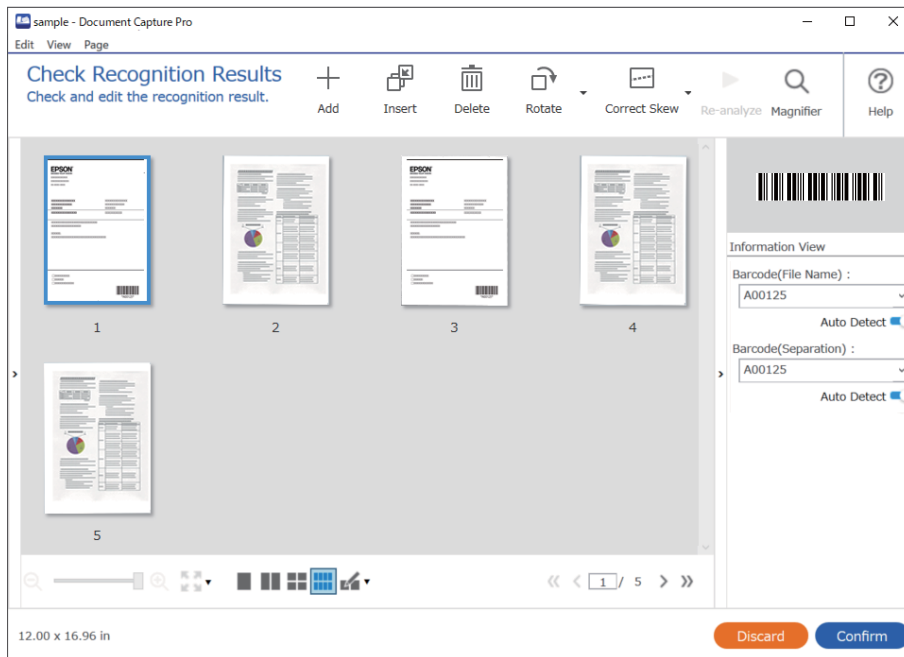 sample - Document Capture Pro
Edit View Page
Check Recognition Results
Check and edit the recognition result.
Add
Insert
Delete
Rotate
Correct Skew
Re-analyze
Magnifier
Help
EPSON
EPSON
1
2
3
4
5
Information View
Barcode(File Name) :
A00125
Auto Detect
Barcode(Separation) :
A00125
Auto Detect
1 / 5
12.00 x 16.96 in
Discard
Confirm